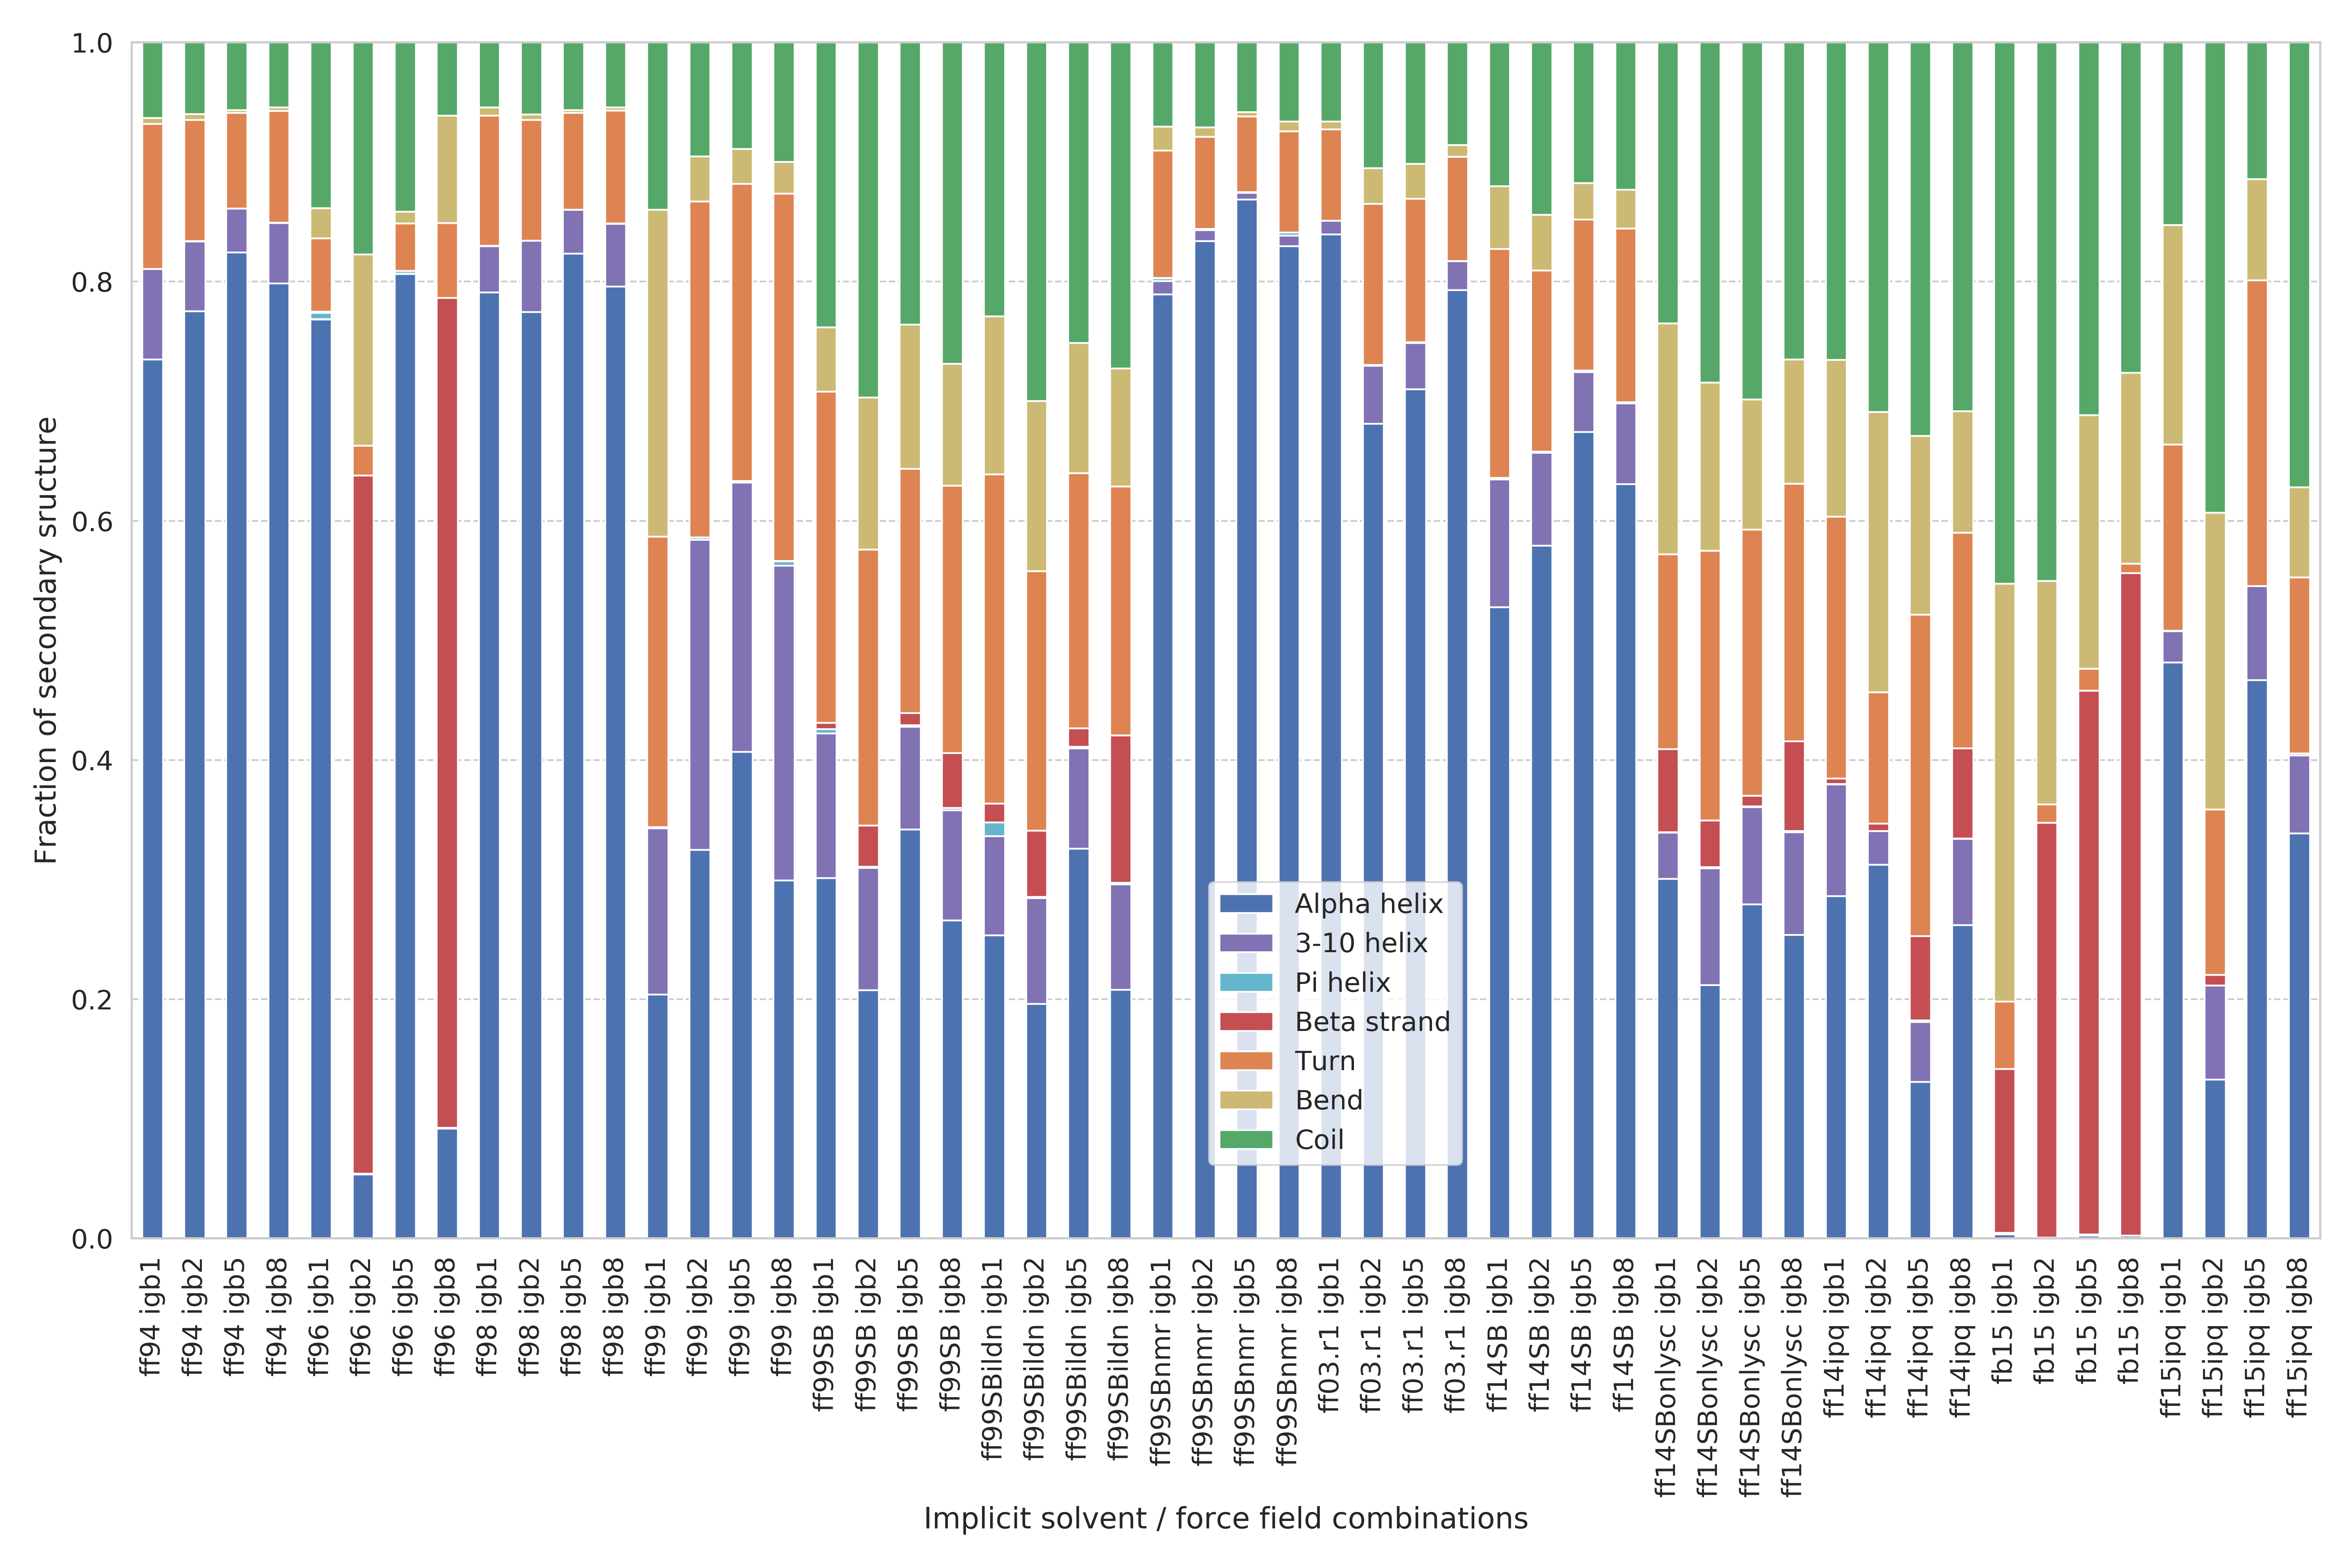 1.0
0.8
0.6
0.4
0.2
0.0
Fraction of secondary sructure
Alpha helix
3-10 helix
Pi helix
Beta strand
Turn
Bend
Coil
ff94 igb1
ff94 igb2
ff94 igb5
ff94 igb8
ff96 igb1
ff96 igb2
ff96 igb5
ff96 igb8
ff98 igb1
ff98 igb2
ff98 igb5
ff98 igb8
ff99 igb1
ff99 igb2
ff99 igb5
ff99 igb8
ff99SB igb1
ff99SB igb2
ff99SB igb5
ff99SB igb8
ff99SBildn igb1
ff99SBildn igb2
ff99SBildn igb5
ff99SBildn igb8
ff99SBnmr igb1
ff99SBnmr igb2
ff99SBnmr igb5
ff99SBnmr igb8
ff03.r1 igb1
ff03.r1 igb2
ff03.r1 igb5
ff03.r1 igb8
ff14SB igb1
ff14SB igb2
ff14SB igb5
ff14SB igb8
ff14SBonlysc igb1
ff14SBonlysc igb2
ff14SBonlysc igb5
ff14SBonlysc igb8
ff14ipq igb1
ff14ipq igb2
ff14ipq igb5
ff14ipq igb8
fb15 igb1
fb15 igb2
fb15 igb5
fb15 igb8
ff15ipq igb1
ff15ipq igb2
ff15ipq igb5
ff15ipq igb8
Implicit solvent / force field combinations